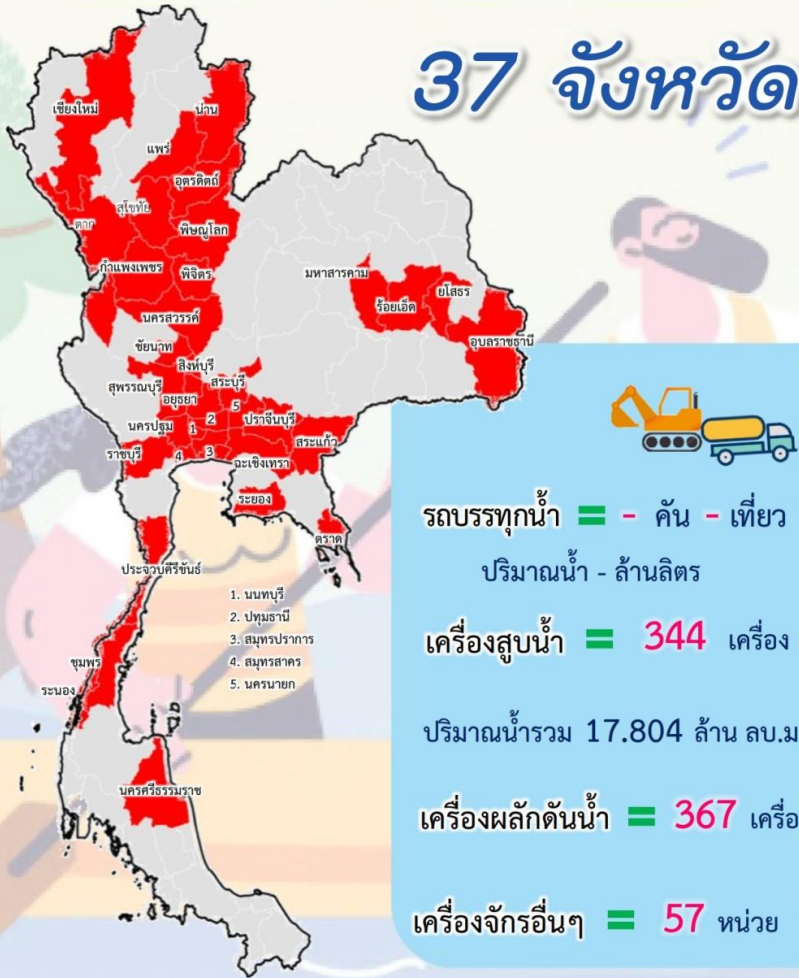 37 จังหวัด
เชียงใหม่
น่าน
แพร่
อุตรดิตถ์
สุโขทัย
ตาก
พิษณุโลก
กำแพงเพชร
พิจิตร
มหาสารคาม
ร้อยเอ็ด
ยโสธร
นครสวรรค์
อุบลราชธานี
ชัยนาท
สิงห์บุรี
สุพรรณบุรี
สระบุรี
อยุธยา
5
2
ปราจีนบุรี
นครปฐม
1
สระแก้ว
ราชบุรี
4
3
ฉะเชิงเทรา
ระยอง
ตราด
ประจวบคีรีขันธ์
1. นนทบุรี
2. ปทุมธานี
3. สมุทรปราการ
4. สมุทรสาคร
5. นครนายก
ชุมพร
ระนอง
นครศรีธรรมราช
รถบรรทุกน้ำ = - คัน - เที่ยว
ปริมาณน้ำ - ล้านลิตร
เครื่องสูบน้ำ = 344 เครื่อง
ปริมาณน้ำรวม 17.804 ล้าน ลบ.ม
เครื่องผลักดันน้ำ = 367 เครื่อ
เครื่องจักรอื่นๆ = 57 หน่วย